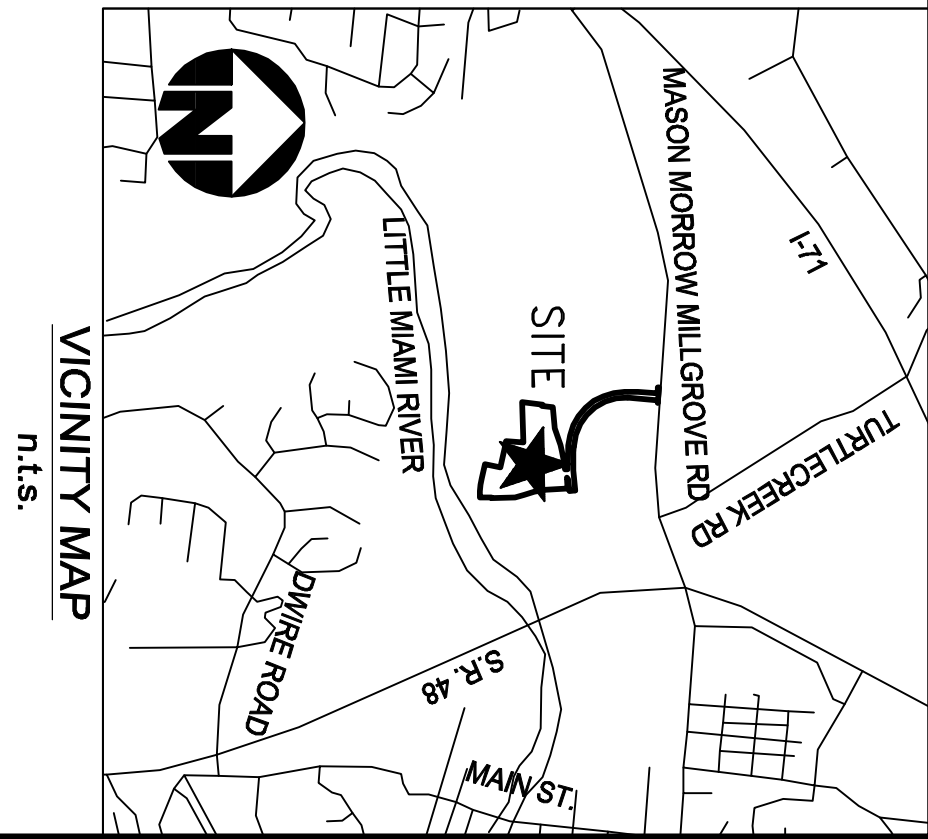 MASON MORROW MILLGROVE RD
I-71
TURTLECREEK RD
SITE
LITTLE MIAMI RIVER
DWIRE ROAD
S.R. 48
MAIN ST.
N
VICINITY MAP
n.t.s.